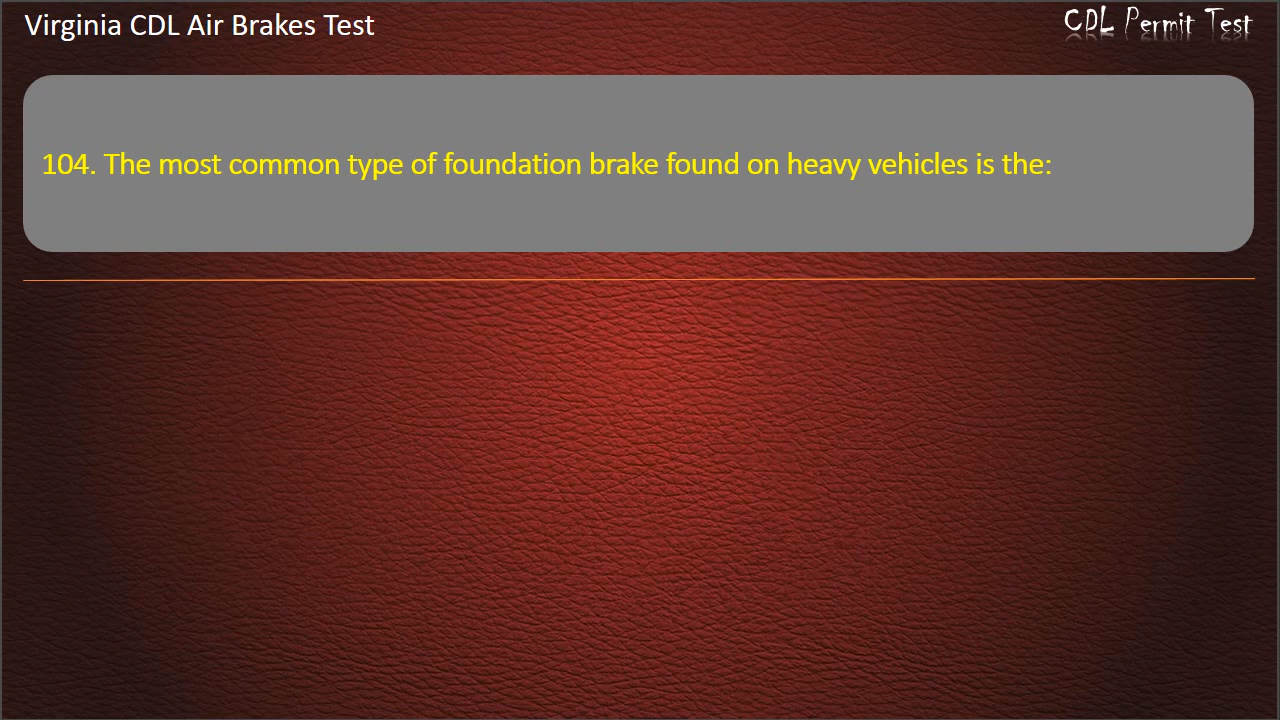 Virginia CDL Air Brakes Test
CDL Permit Test
104. The most common type of foundation brake found on heavy vehicles is the: